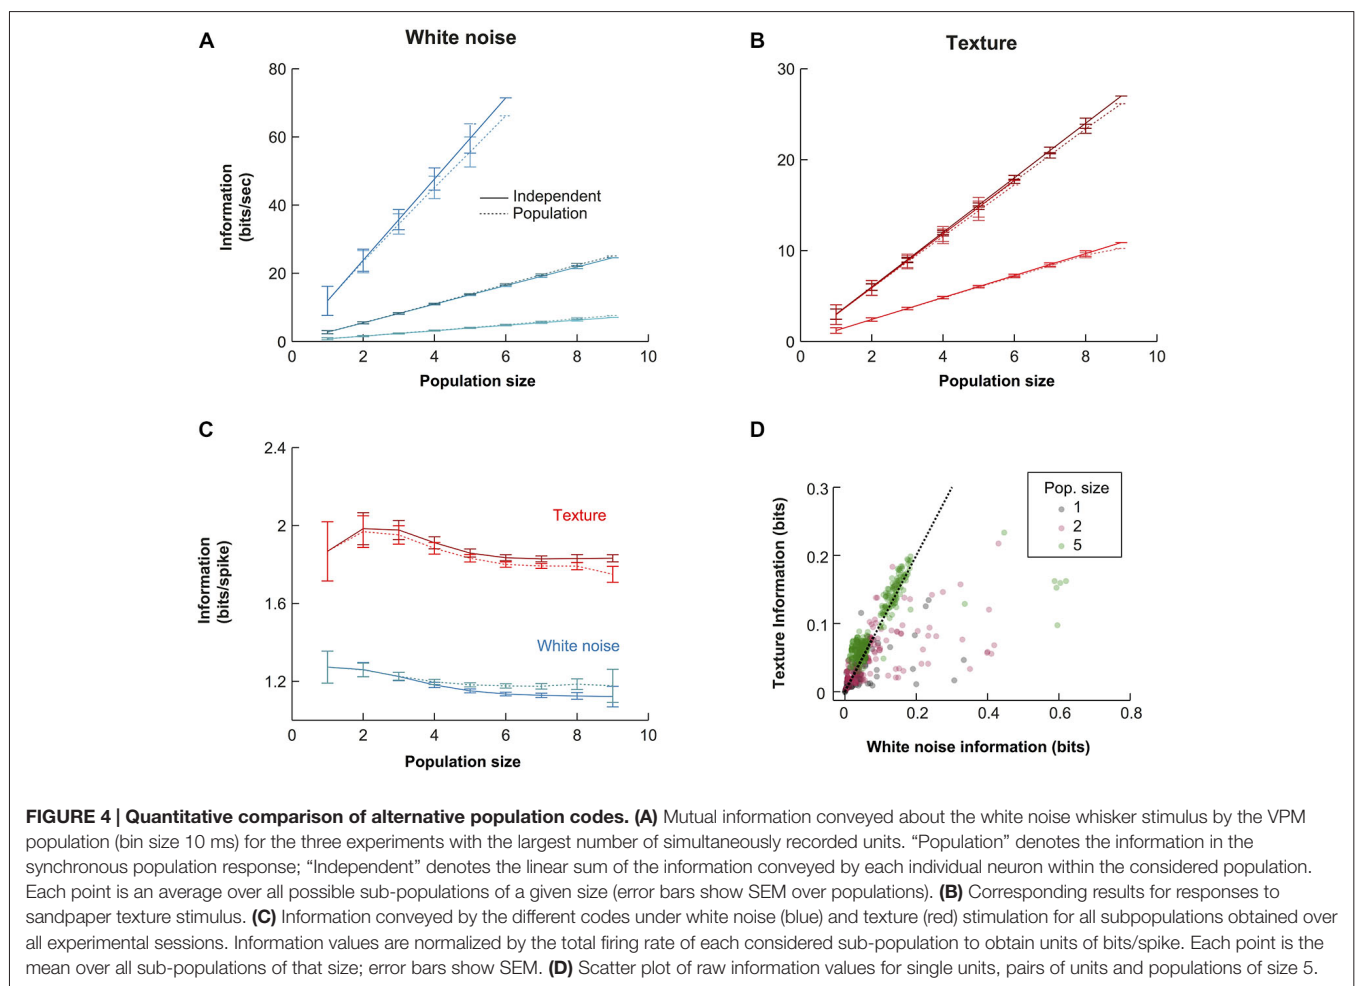 A
White noise
B
Texture
80
60
40
20
0
Information
(bits/sec)
Independent
Population
0
2
4
6
8
10
Population size
30
20
10
0
0
2
4
6
8
10
Population size
C
2.4
2
1.6
1.2
Information
(bits/spike)
Texture
White noise
0
2
4
6
8
10
Population size
D
0.3
0.2
0.1
0
Texture Information (bits)
Pop. size
1
2
5
0
0.2
0.4
0.6
0.8
White noise information (bits)
FIGURE 4 | Quantitative comparison of alternative population codes. (A) Mutual information conveyed about the white noise whisker stimulus by the VPM
population (bin size 10 ms) for the three experiments with the largest number of simultaneously recorded units. “Population” denotes the information in the
synchronous population response; “Independent” denotes the linear sum of the information conveyed by each individual neuron within the considered population.
Each point is an average over all possible sub-populations of a given size (error bars show SEM over populations). (B) Corresponding results for responses to
sandpaper texture stimulus. (C) Information conveyed by the different codes under white noise (blue) and texture (red) stimulation for all subpopulations obtained over
all experimental sessions. Information values are normalized by the total firing rate of each considered sub-population to obtain units of bits/spike. Each point is the
mean over all sub-populations of that size; error bars show SEM. (D) Scatter plot of raw information values for single units, pairs of units and populations of size 5.